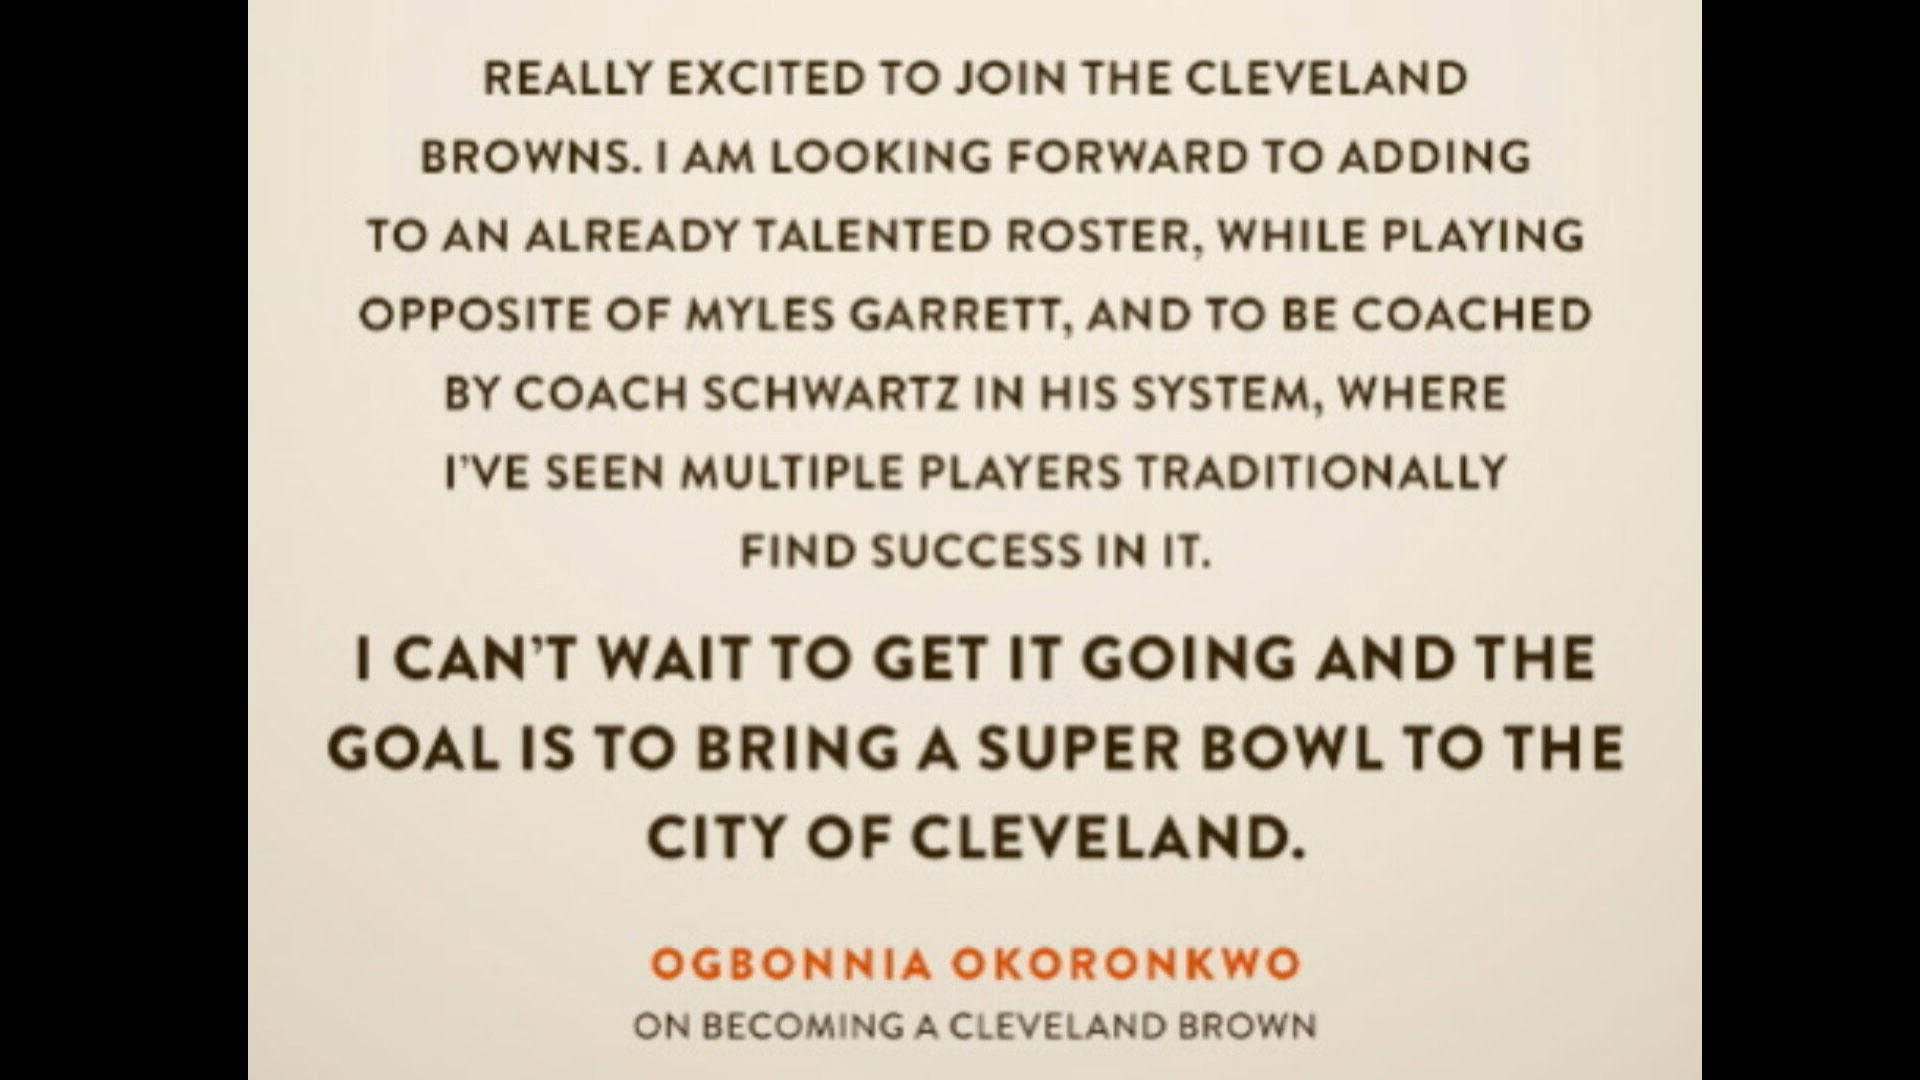 REALLY EXCITED TO JOIN THE CLEVELAND
BROWNS. I AM LOOKING FORWARD TO ADDING
TO AN ALREADY TALENTED ROSTER, WHILE PLAYING
OPPOSITE OF MYLES GARRETT, AND TO BE COACHED
BY COACH SCHWARTZ IN HIS SYSTEM, WHERE
I'VE SEEN MULTIPLE PLAYERS TRADITIONALLY
FIND SUCCESS IN IT.
I CAN'T WAIT TO GET IT GOING AND THE
GOAL IS TO BRING A SUPER BOWL TO THE
CITY OF CLEVELAND.
OGBONNIA OKORONKWO
ON BECOMING A CLEVELAND BROWN